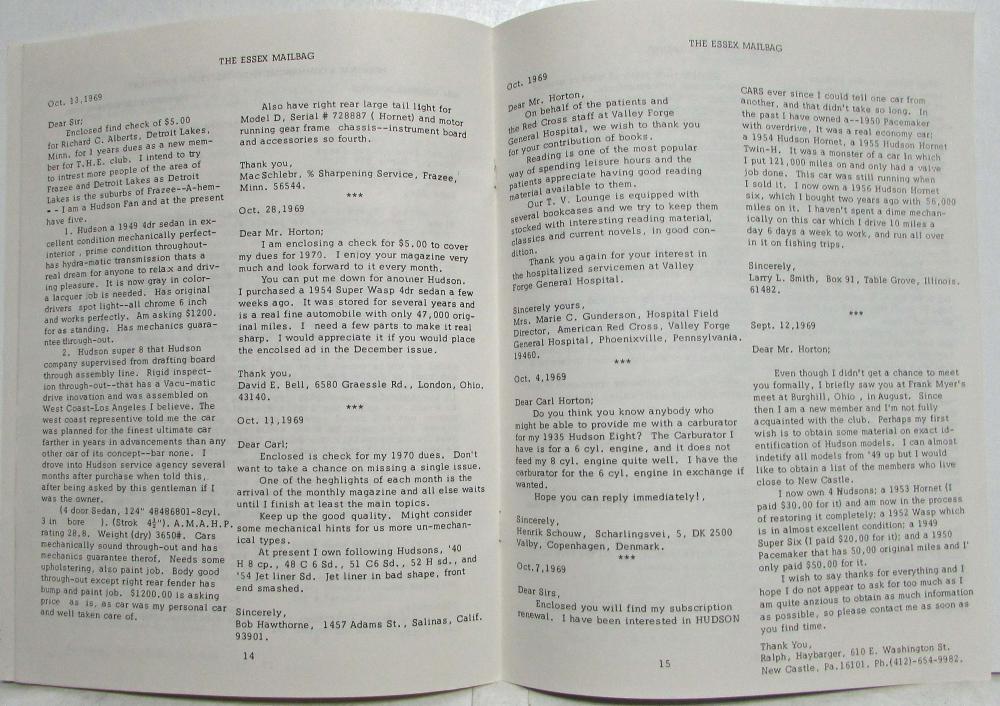 THE ESSEX MAILBAG
Oct. 13,1969
Dear Sir;
Enclosed find check of $5.00
for Richard C. Alberts, Detroit Lakes,
Minn. for 1 years dues as a new mem-
ber for T.H.E. club. I intend to try
to intrest more people of the area of
Frazee and Detroit Lakes as Detroit
Lakes is the suburbs of Frazee--A-hem-
-- I am a Hudson Fan and at the present
have five.
1. Hudson a 1949 4dr sedan in ex-
cellent condition mechanically perfect-
interior , prime condition throughout-
has hydra-matic transmission thats a
real dream for anyone to relax and driv-
ing pleasure. It is now gray in color-
a lacquer job is needed. Has original
drivers spot light--all chrome 6 inch
and works perfectly. Am asking $1200.
for as standing. Has mechanics guara-
ntee through-out.
2. Hudson super 8 that Hudson
company supervised from drafting board
through assembly line. Rigid inspect-
ion through-out--that has a Vacu-matic
drive inovation and was assembled on
West Coast-Los Angeles I believe. The
west coast representive told me the car
was planned for the finest ultimate car
farther in years in advancements than any
other car of its concept--bar none. I
drove into Hudson service agency several
months after purchase when told this,
after being asked by this gentleman if I
was the owner.
(4 door Sedan, 124" 48486801-8cyl.
3 in bore ). (Strok 4½"). A.M.A.H.P.
rating 28.8. Weight (dry) 3650#. Cars
mechanically sound through-out and has
mechanics guarantee therof. Needs some
upholstering, also paint job. Body good
through-out except right rear fender has
bump and paint job. $1200.00 is asking
price as is, as car was my personal car
and well taken care of.
Also have right rear large tail light for
Model D, Serial # 728887 ( Hornet) and motor
running gear frame chassis--instrument board
and accessories so fourth.
Thank you,
Mac Schlebr, % Sharpening Service, Frazee,
Minn. 56544.
***
Oct. 28,1969
Dear Mr. Horton;
I am enclosing a check for $5.00 to cover
my dues for 1970. I enjoy your magazine very
much and look forward to it every month.
You can put me down for another Hudson.
I purchased a 1954 Super Wasp 4dr sedan a few
weeks ago. It was stored for several years and
is a real fine automobile with only 47,000 orig-
inal miles. I need a few parts to make it real
sharp. I would appreciate it if you would place
the encolsed ad in the December issue.
Thank you,
David E. Bell, 6580 Graessle Rd., London, Ohio.
43140.
***
Oct. 11,1969
Dear Carl;
Enclosed is check for my 1970 dues. Don't
want to take a chance on missing a single issue.
One of the heghlights of each month is the
arrival of the monthly magazine and all else waits
until I finish at least the main topics.
Keep up the good quality. Might consider
some mechanical hints for us more un-mechan-
ical types.
At present I own following Hudsons, '40
H 8 cp., 48 C 6 Sd., 51 C6 Sd., 52 H sd., and
'54 Jet liner Sd. Jet liner in bad shape, front
end smashed.
Sincerely,
Bob Hawthorne, 1457 Adams St., Salinas, Calif.
93901.
14
THE ESSEX MAILBAG
Oct. 1969
Dear Mr. Horton,
On behalf of the patients and
the Red Cross staff at Valley Forge
General Hospital, we wish to thank you
for your contribution of books.
Reading is one of the most popular
way of spending leisure hours and the
patients appreciate having good reading
material available to them.
Our T. V. Lounge is equipped with
several bookcases and we try to keep them
stocked with interesting reading material,
classics and current novels, in good con-
dition.
Thank you again for your interest in
the hospitalized servicemen at Valley
Forge General Hospital.
Sincerely yours,
Mrs. Marie C. Gunderson, Hospital Field
Director, American Red Cross, Valley Forge
General Hospital, Phoenixville, Pennsylvania.
19460.
***
Oct. 4,1969
Dear Carl Horton;
Do you think you know anybody who
might be able to provide me with a carburator
for my 1935 Hudson Eight? The Carburator I
have is for a 6 cyl. engine, and it does not
feed my 8 cyl. engine quite well. I have the
carburator for the 6 cyl. engine in exchange if
wanted.
Hope you can reply immediately!,
Sincerely,
Henrik Schouw, Scharlingsvei, 5, DK 2500
Valby, Copenhagen, Denmark.
***
Oct.7,1969
Dear Sirs,
Enclosed you will find my subscription
renewal. I have been interested in HUDSON
CARS ever since I could tell one car from
another, and that didn't take so long. In
the past I have owned a--1950 Pacemaker
with overdrive, It was a real economy car;
a 1954 Hudson Hornet, a 1955 Hudson Hornet
Twin-H. It was a monster of a car in which
I put 121,000 miles on and only had a valve
job done. This car was still running when
I sold it. I now own a 1956 Hudson Hornet
six, which I bought two years ago with 56,000
miles on it. I haven't spent a dime mechan-
ically on this car which I drive 10 miles a
day 6 days a week to work, and run all over
in it on fishing trips.
Sincerely,
Larry L. Smith, Box 91, Table Grove, Illinois.
61482.
***
Sept. 12,1969
Dear Mr. Horton;
Even though I didn't get a chance to meet
you formally, I briefly saw you at Frank Myer's
meet at Burghill, Ohio , in August. Since
then I am a new member and I'm not fully
acquainted with the club. Perhaps my first
wish is to obtain some material on exact id-
entification of Hudson models. I can almost
indetify all models from '49 up but I would
like to obtain a list of the members who live
close to New Castle.
I now own 4 Hudsons; a 1953 Hornet (I
paid $30.00 for it) and am now in the process
of restoring it completely; a 1952 Wasp which
is in almost excellent condition; a 1949
Super Six (I paid $20.00 for it); and a 1950
Pacemaker that has 50,00 original miles and I'
only paid $50.00 for it.
I wish to say thanks for everything and I
hope I do not appear to ask for too much as I
am quite anzious to obtain as much information
as possible, so please contact me as soon as
you find time.
Thank You,
Ralph, Haybarger, 610 E. Washington St.
New Castle, Pa.16101. Ph.(412)-654-9982.
15